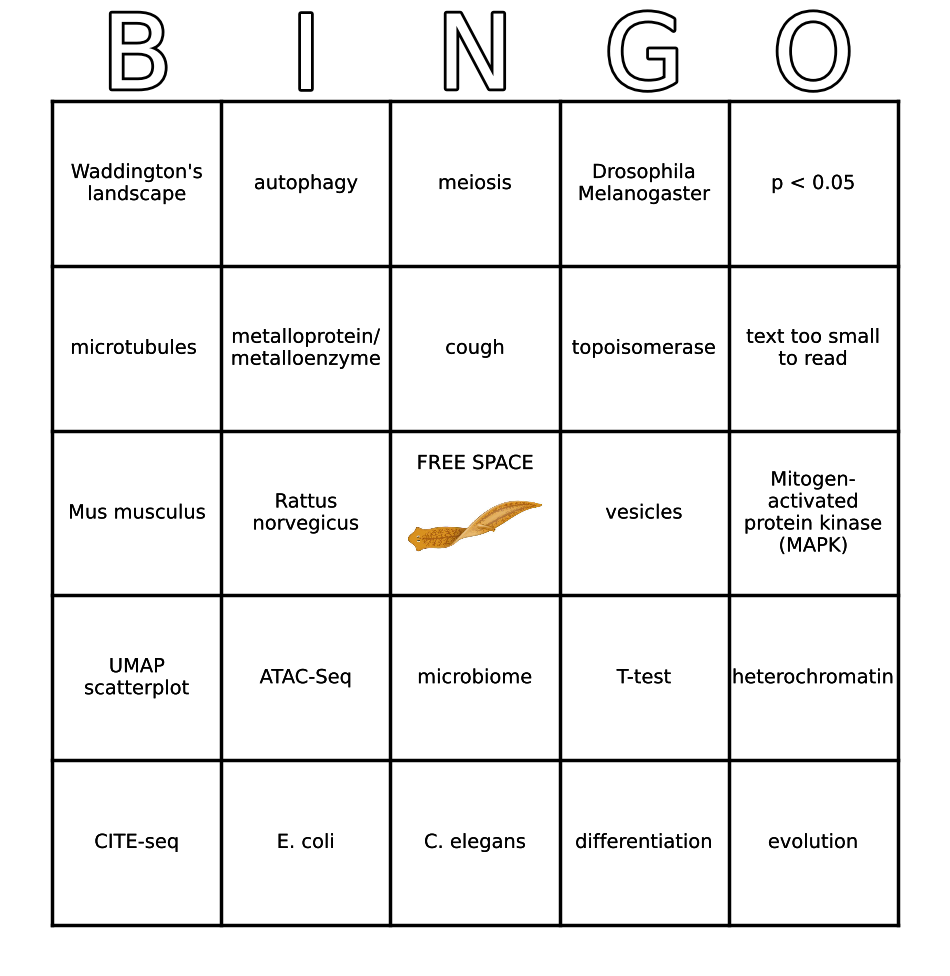 B I N G O
Waddington's
landscape
autophagy
meiosis
Drosophila
Melanogaster
p < 0.05
microtubules
metalloprotein/
metalloenzyme
cough
topoisomerase
text too small
to read
Mus musculus
Rattus
norvegicus
FREE SPACE
vesicles
Mitogen-
activated
protein kinase
(MAPK)
UMAP
scatterplot
ATAC-Seq
microbiome
T-test
heterochromatin
CITE-seq
E. coli
C. elegans
differentiation
evolution